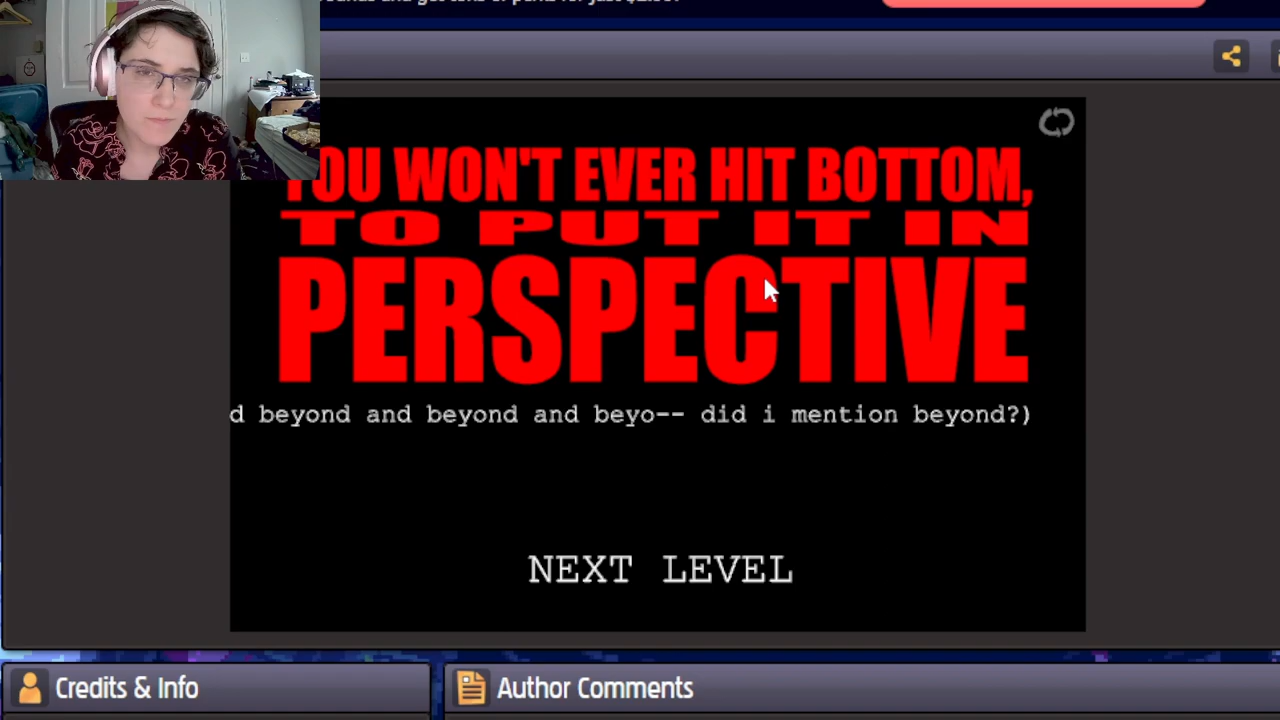 YOU WON'T EVER HIT BOTTOM,
TO PUT IT IN
PERSPECTIVE
d beyond and beyond and beyo-- did i mention beyond?)
NEXT LEVEL
Credits & Info
Author Comments